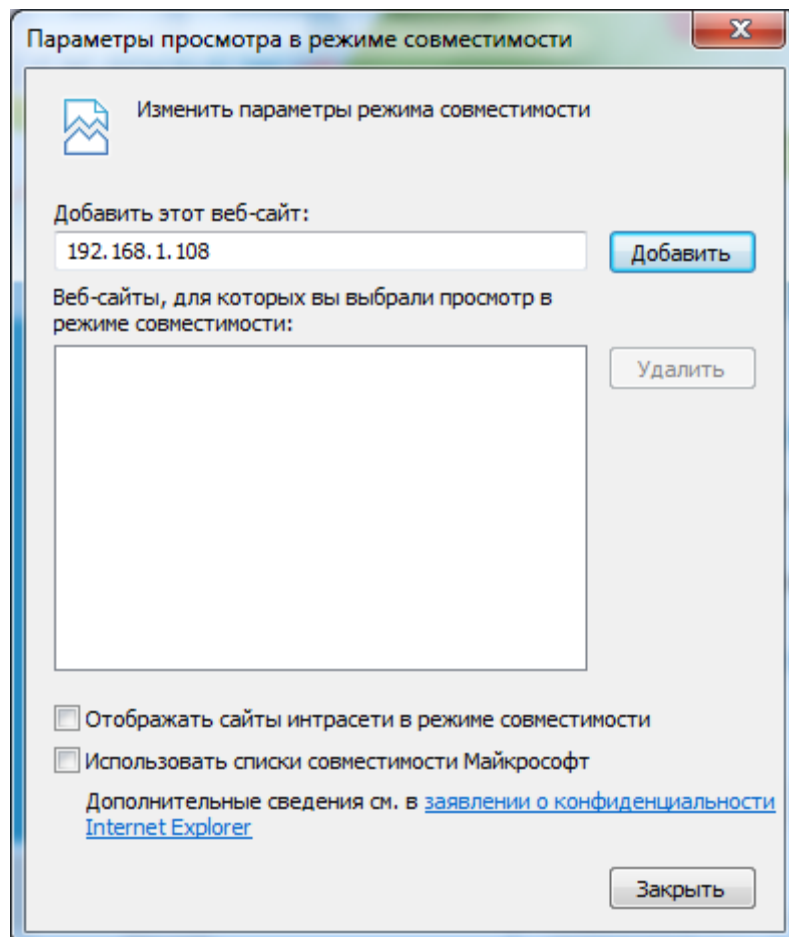 Параметры просмотра в режиме совместимости
Изменить параметры режима совместимости
Добавить этот веб-сайт:
192.168.1.108
Добавить
Веб-сайты, для которых вы выбрали просмотр в
режиме совместимости:
Удалить
Отображать сайты интрасети в режиме совместимости
Использовать списки совместимости Майкрософт
Дополнительные сведения см. в заявлении о конфиденциальности
Internet Explorer
Закрыть